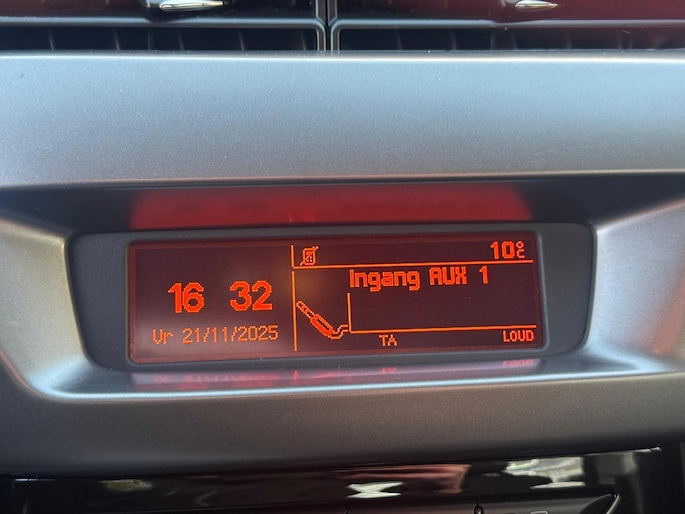 10°C
Ingang AUX 1
16 32
Vr 21/11/2025
TA
LOUD